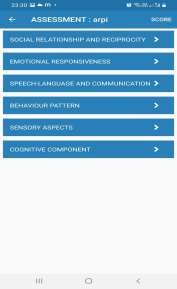 23:30
ASSESSMENT : arpi
SCORE
SOCIAL RELATIONSHIP AND RECIPROCITY
EMOTIONAL RESPONSIVENESS
SPEECH-LANGUAGE AND COMMUNICATION
BEHAVIOUR PATTERN
SENSORY ASPECTS
COGNITIVE COMPONENT